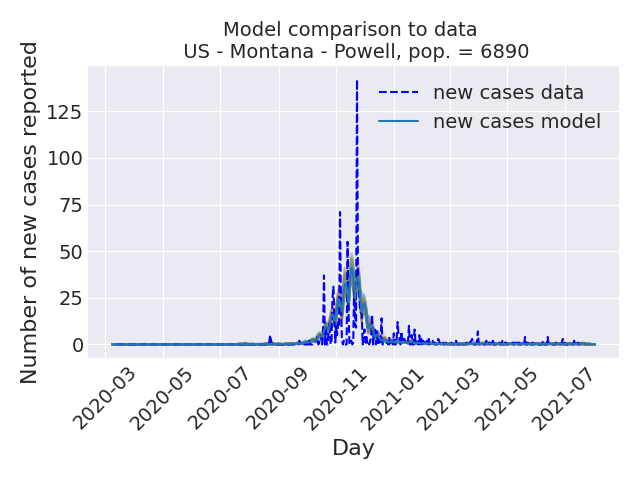 Model comparison to data
US - Montana - Powell, pop. = 6890
Number of new cases reported
125
100
75
50
25
0
new cases data
new cases model
2020-03
2020-05
2020-07
2020-09
2020-11
2021-01
2021-03
2021-05
2021-07
Day